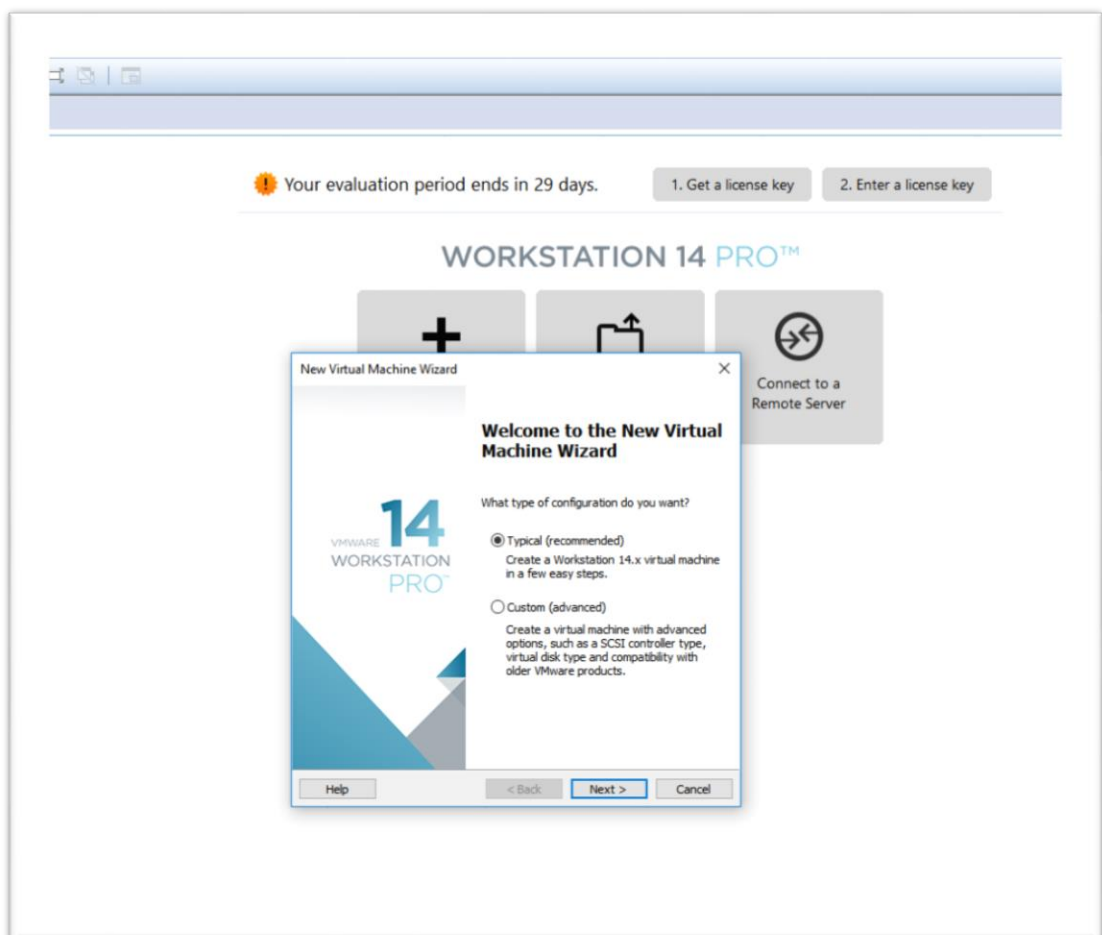 Your evaluation period ends in 29 days.
1. Get a license key
2. Enter a license key
WORKSTATION 14 PRO™
Connect to a
Remote Server
New Virtual Machine Wizard
Welcome to the New Virtual
Machine Wizard
What type of configuration do you want?
Typical (recommended)
Create a Workstation 14.x virtual machine
in a few easy steps.
Custom (advanced)
Create a virtual machine with advanced
options, such as a SCSI controller type,
virtual disk type and compatibility with
older VMware products.
14
VMWARE
WORKSTATION
PRO™
Help
< Back
Next >
Cancel